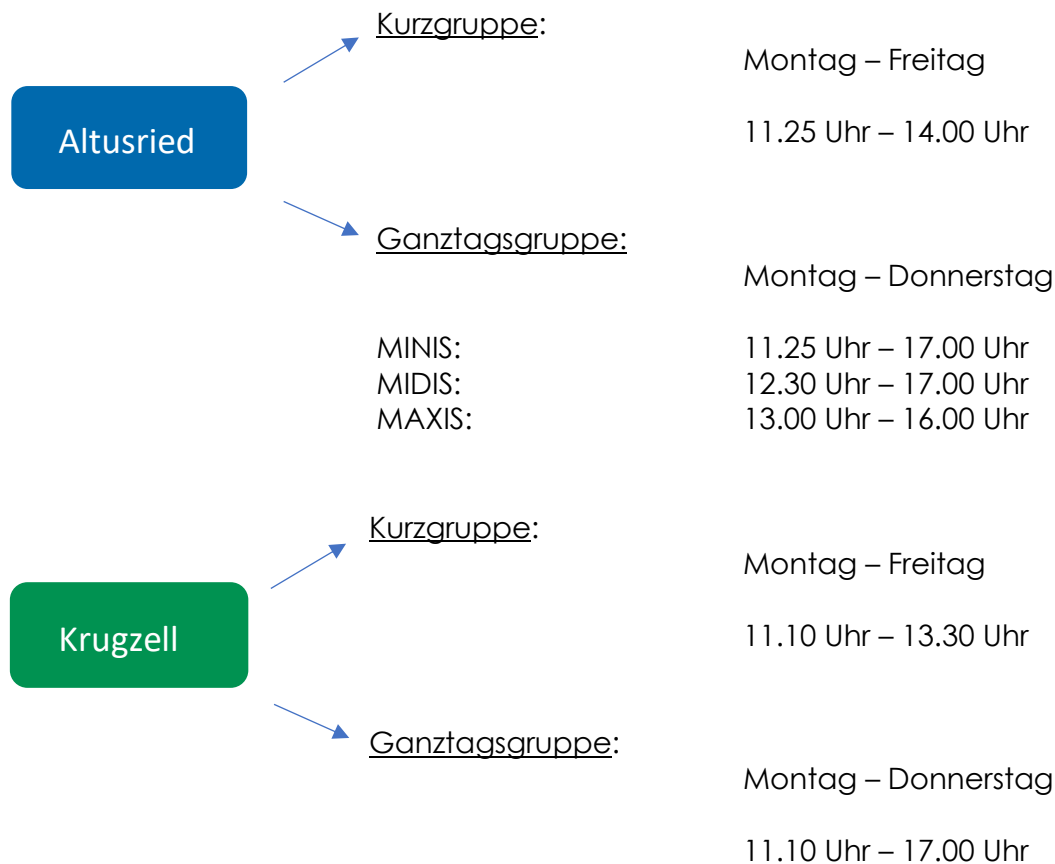 Kurzgruppe:
Montag – Freitag
Altusried
11.25 Uhr – 14.00 Uhr
Ganztagsgruppe:
Montag – Donnerstag
MINIS: 11.25 Uhr – 17.00 Uhr
MIDIS: 12.30 Uhr – 17.00 Uhr
MAXIS: 13.00 Uhr – 16.00 Uhr
Kurzgruppe:
Montag – Freitag
Krugzell
11.10 Uhr – 13.30 Uhr
Ganztagsgruppe:
Montag – Donnerstag
11.10 Uhr – 17.00 Uhr